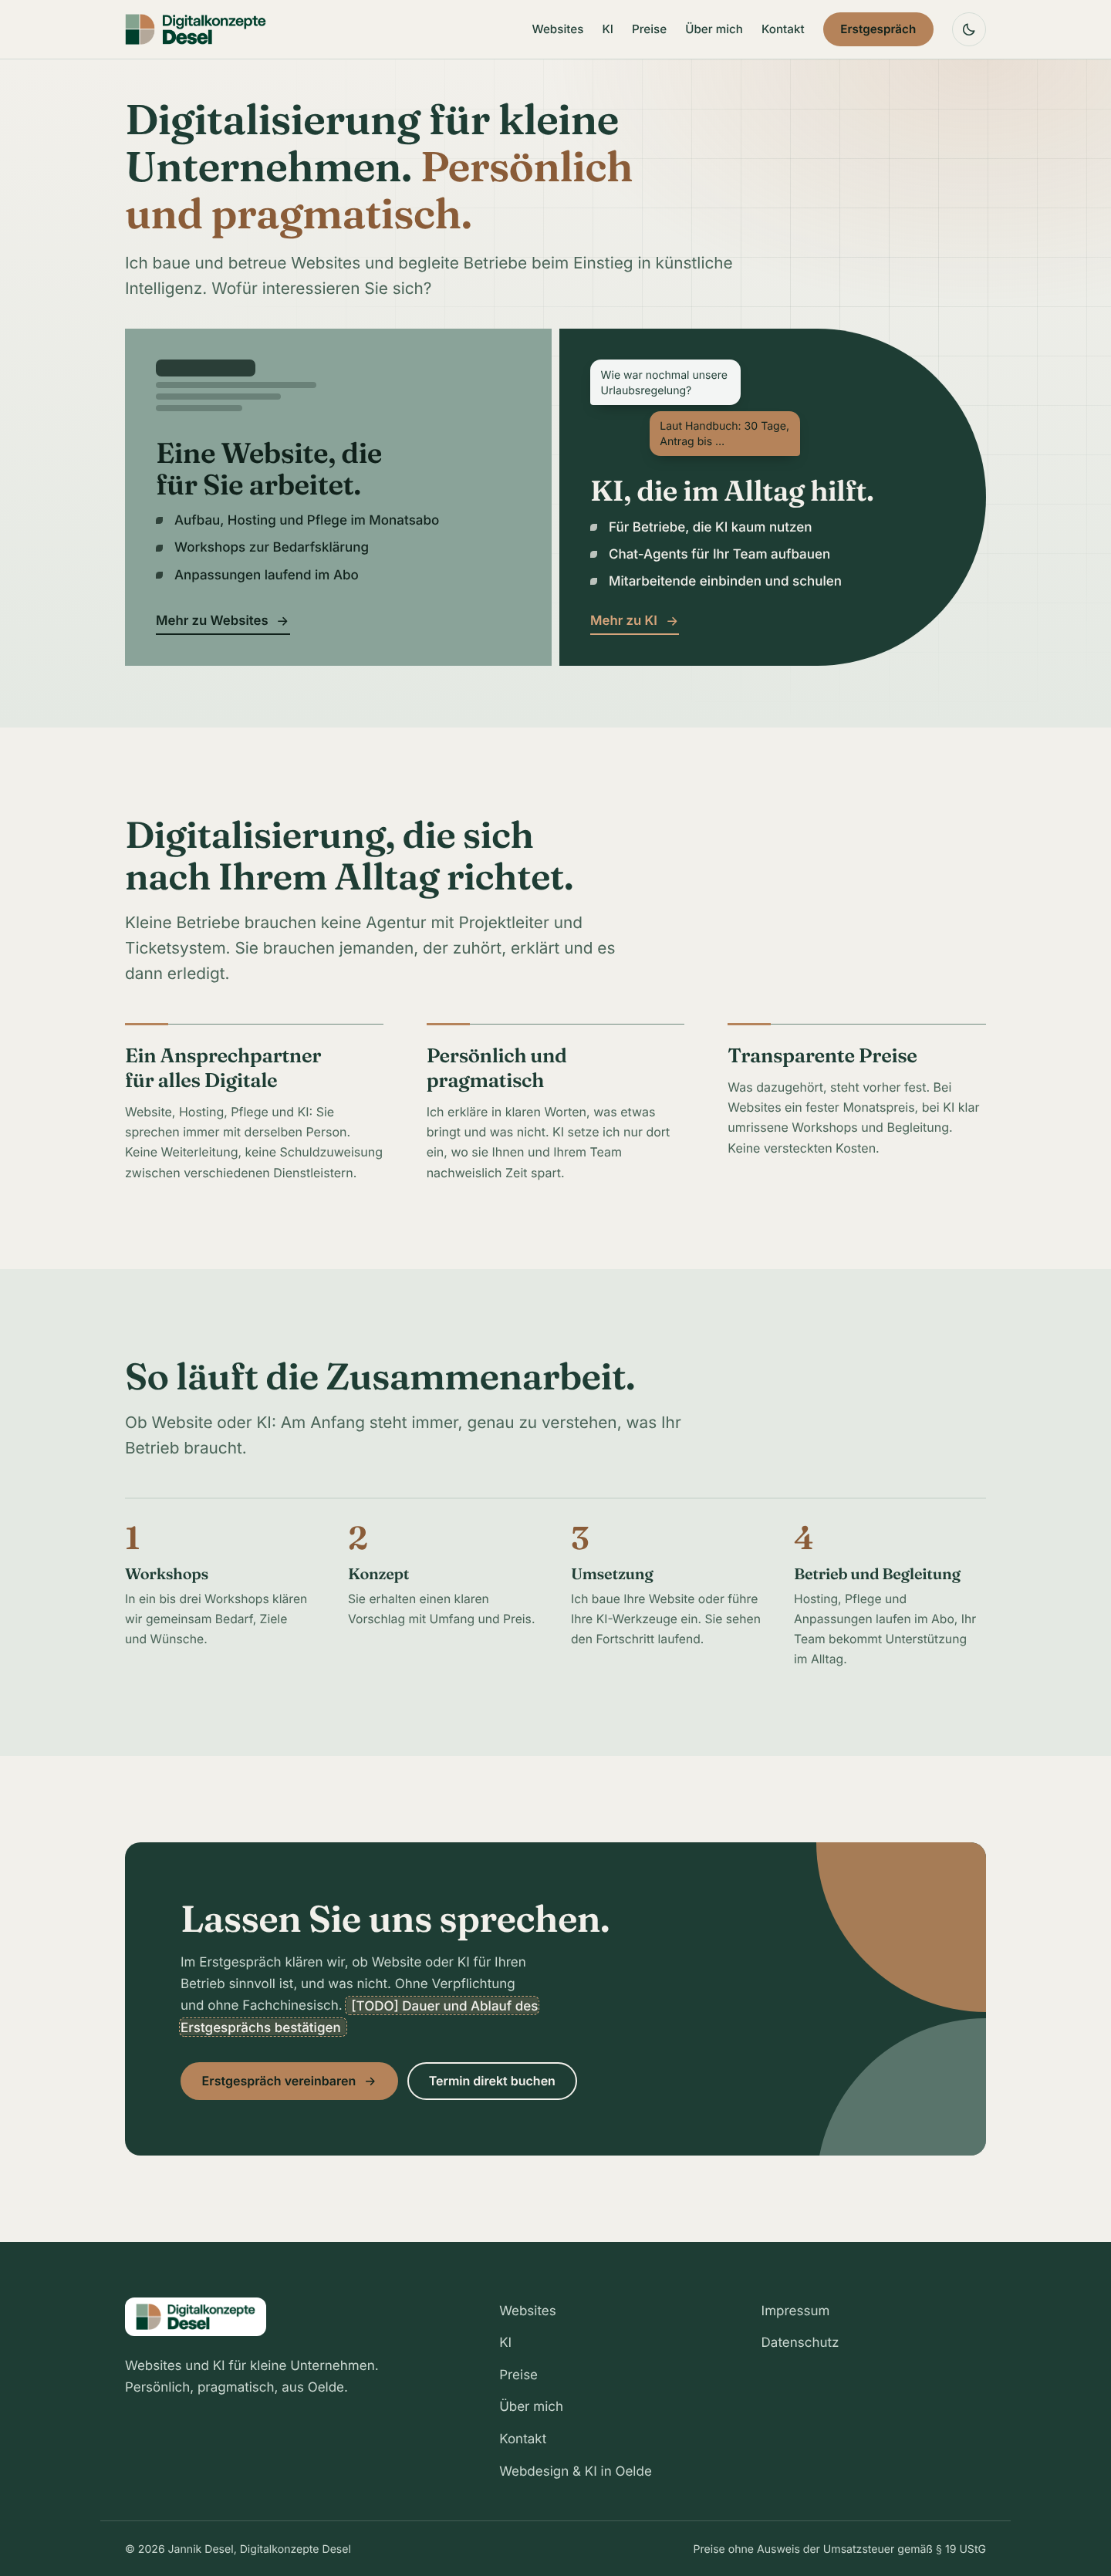 Digitalkonzepte
Desel
Websites
KI
Preise
Über mich
Kontakt
Erstgespräch
Digitalisierung für kleine
Unternehmen. Persönlich
und pragmatisch.
Ich baue und betreue Websites und begleite Betriebe beim Einstieg in künstliche
Intelligenz. Wofür interessieren Sie sich?
Eine Website, die
für Sie arbeitet.
Aufbau, Hosting und Pflege im Monatsabo
Workshops zur Bedarfsklärung
Anpassungen laufend im Abo
Mehr zu Websites →
Wie war nochmal unsere
Urlaubsregelung?
Laut Handbuch: 30 Tage,
Antrag bis ...
KI, die im Alltag hilft.
Für Betriebe, die KI kaum nutzen
Chat-Agents für Ihr Team aufbauen
Mitarbeitende einbinden und schulen
Mehr zu KI →
Digitalisierung, die sich
nach Ihrem Alltag richtet.
Kleine Betriebe brauchen keine Agentur mit Projektleiter und
Ticketsystem. Sie brauchen jemanden, der zuhört, erklärt und es
dann erledigt.
Ein Ansprechpartner
für alles Digitale
Website, Hosting, Pflege und KI: Sie
sprechen immer mit derselben Person.
Keine Weiterleitung, keine Schuldzuweisung
zwischen verschiedenen Dienstleistern.
Persönlich und
pragmatisch
Ich erkläre in klaren Worten, was etwas
bringt und was nicht. KI setze ich nur dort
ein, wo sie Ihnen und Ihrem Team
nachweislich Zeit spart.
Transparente Preise
Was dazugehört, steht vorher fest. Bei
Websites ein fester Monatspreis, bei KI klar
umrissene Workshops und Begleitung.
Keine versteckten Kosten.
So läuft die Zusammenarbeit.
Ob Website oder KI: Am Anfang steht immer, genau zu verstehen, was Ihr
Betrieb braucht.
1
Workshops
In ein bis drei Workshops klären
wir gemeinsam Bedarf, Ziele
und Wünsche.
2
Konzept
Sie erhalten einen klaren
Vorschlag mit Umfang und Preis.
3
Umsetzung
Ich baue Ihre Website oder führe
Ihre KI-Werkzeuge ein. Sie sehen
den Fortschritt laufend.
4
Betrieb und Begleitung
Hosting, Pflege und
Anpassungen laufen im Abo, Ihr
Team bekommt Unterstützung
im Alltag.
Lassen Sie uns sprechen.
Im Erstgespräch klären wir, ob Website oder KI für Ihren
Betrieb sinnvoll ist, und was nicht. Ohne Verpflichtung
und ohne Fachchinesisch. [TODO] Dauer und Ablauf des
Erstgesprächs bestätigen
Erstgespräch vereinbaren →
Termin direkt buchen
Digitalkonzepte
Desel
Websites und KI für kleine Unternehmen.
Persönlich, pragmatisch, aus Oelde.
Websites
KI
Preise
Über mich
Kontakt
Webdesign & KI in Oelde
Impressum
Datenschutz
© 2026 Jannik Desel, Digitalkonzepte Desel
Preise ohne Ausweis der Umsatzsteuer gemäß § 19 UStG